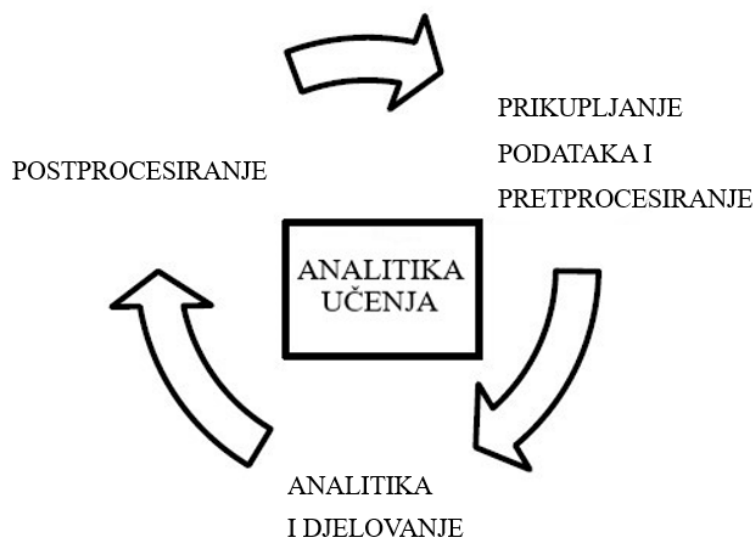 PRIKUPLJANJE
PODATAKA I
PRETPROCESIRANJE
POSTPROCESIRANJE
ANALITIKA
UČENJA
ANALITIKA
I DJELOVANJE